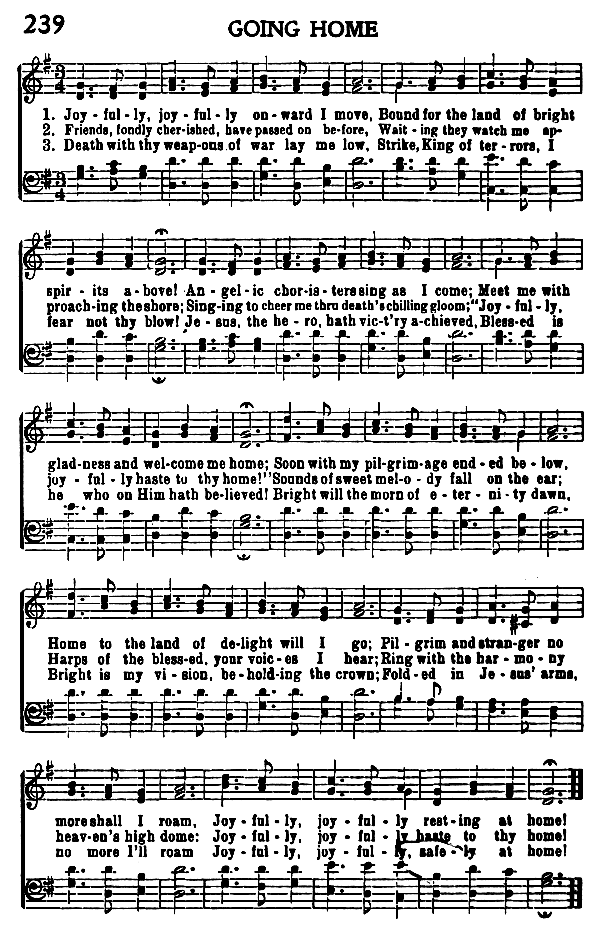 239
GOING HOME
1. Joy - ful - ly, joy - ful - ly on - ward I move, Bound for the land of bright
2. Friends, fondly cher-ished, have passed on be-fore, Wait - ing they watch me ap-
3. Death with thy weap-ons of war lay me low, Strike, King of ter - rors, I
spir - its a - bove! An - gel - ic chor-is - ters sing as I come; Meet me with
proach-ing the shore; Sing-ing to cheer me thru death's chilling gloom; "Joy - ful - ly,
fear not thy blow! Je - sus, the he - ro, hath vict'ry a-chieved, Bless-ed is
glad-ness and wel-come me home; Soon with my pil-grim-age end - ed be - low,
joy - ful - ly haste to thy home!" Sounds of sweet mel-o - dy fall on the ear;
he who on Him hath be-lieved! Bright will the morn of e - ter - ni - ty dawn,
Home to the land of de-light will I go; Pil - grim and stran-ger no
Harps of the bless-ed, your voic - es I hear; Ring with the har - mo - ny
Bright is my vi - sion, be-hold-ing the crown; Fold - ed in Je - sus' arms,
more shall I roam, Joy - ful - ly, joy - ful - ly rest-ing at home!
heav-en's high dome: Joy - ful - ly, joy - ful - ly haste to thy home!
no more I'll roam Joy - ful - ly, joy - ful - ly, safe - ly at home!